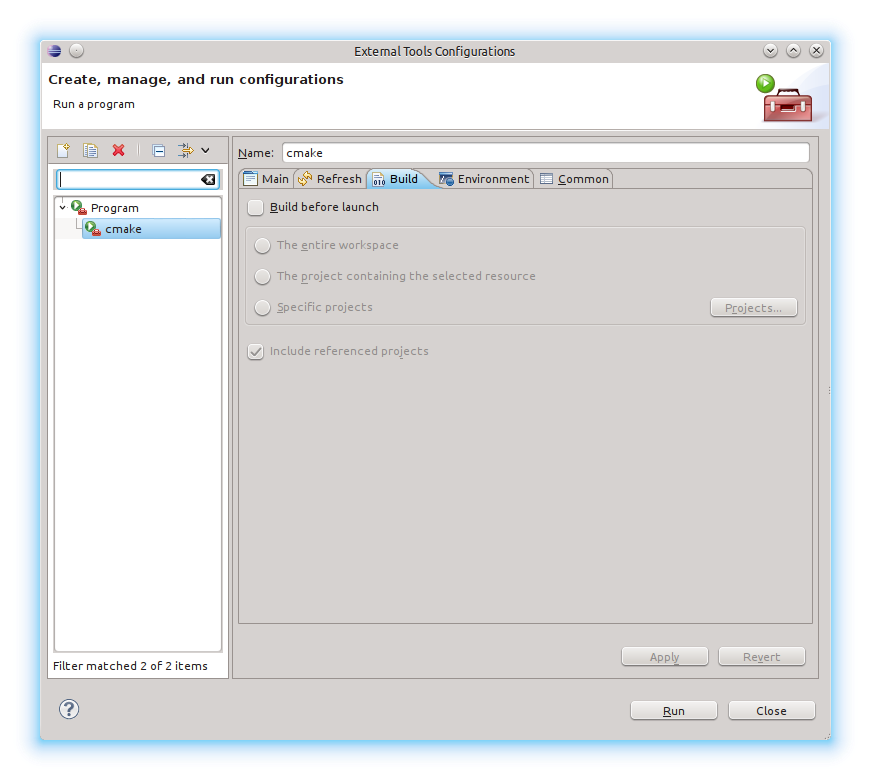 External Tools Configurations
Create, manage, and run configurations
Run a program
Name: cmake
Main Refresh Build Environment Common
Program
cmake
Filter matched 2 of 2 items
Build before launch
The entire workspace
The project containing the selected resource
Specific projects
Projects...
Include referenced projects
Apply Revert
? Run Close